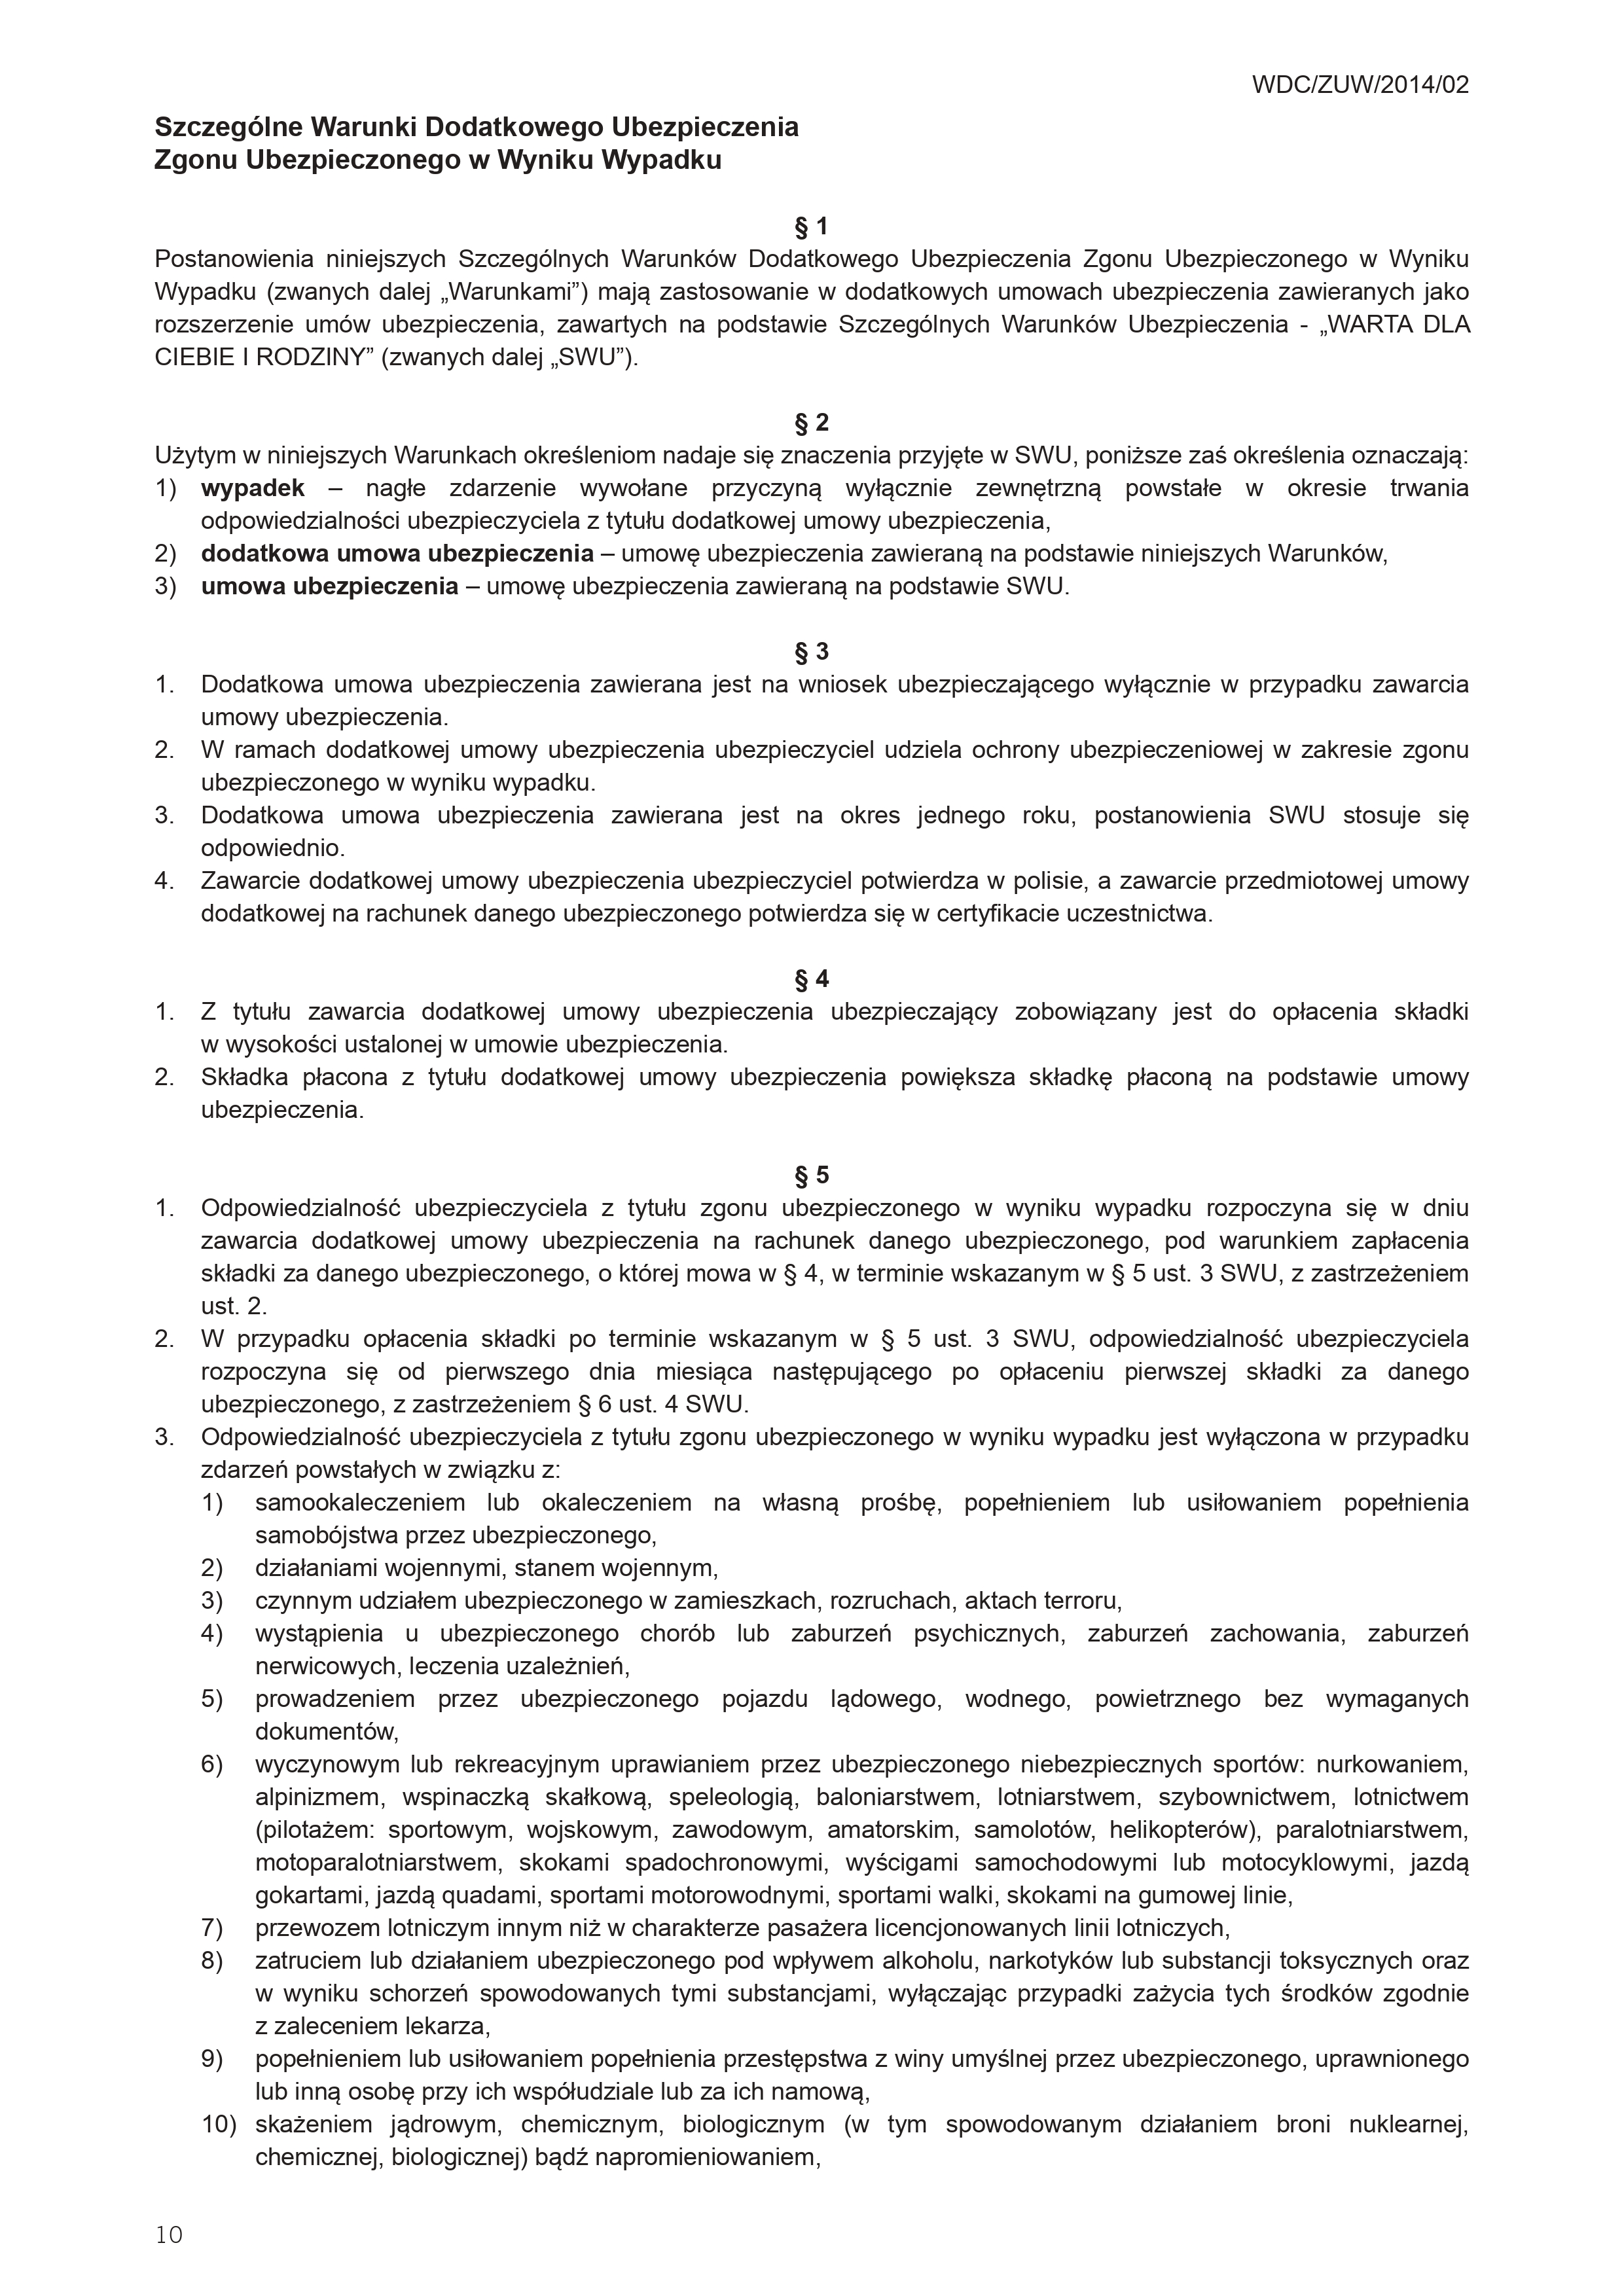 WDC/ZUW/2014/02
Szczególne Warunki Dodatkowego Ubezpieczenia
Zgonu Ubezpieczonego w Wyniku Wypadku
§ 1
Postanowienia niniejszych Szczególnych Warunków Dodatkowego Ubezpieczenia Zgonu Ubezpieczonego w Wyniku
Wypadku (zwanych dalej „Warunkami”) mają zastosowanie w dodatkowych umowach ubezpieczenia zawieranych jako
rozszerzenie umów ubezpieczenia, zawartych na podstawie Szczególnych Warunków Ubezpieczenia - „WARTA DLA
CIEBIE I RODZINY” (zwanych dalej „SWU”).
§ 2
Użytym w niniejszych Warunkach określeniom nadaje się znaczenia przyjęte w SWU, poniższe zaś określenia oznaczają:
1) wypadek – nagłe zdarzenie wywołane przyczyną wyłącznie zewnętrzną powstałe w okresie trwania
odpowiedzialności ubezpieczyciela z tytułu dodatkowej umowy ubezpieczenia,
2) dodatkowa umowa ubezpieczenia – umowę ubezpieczenia zawieraną na podstawie niniejszych Warunków,
3) umowa ubezpieczenia – umowę ubezpieczenia zawieraną na podstawie SWU.
§ 3
1. Dodatkowa umowa ubezpieczenia zawierana jest na wniosek ubezpieczającego wyłącznie w przypadku zawarcia
umowy ubezpieczenia.
2. W ramach dodatkowej umowy ubezpieczenia ubezpieczyciel udziela ochrony ubezpieczeniowej w zakresie zgonu
ubezpieczonego w wyniku wypadku.
3. Dodatkowa umowa ubezpieczenia zawierana jest na okres jednego roku, postanowienia SWU stosuje się
odpowiednio.
4. Zawarcie dodatkowej umowy ubezpieczenia ubezpieczyciel potwierdza w polisie, a zawarcie przedmiotowej umowy
dodatkowej na rachunek danego ubezpieczonego potwierdza się w certyfikacie uczestnictwa.
§ 4
1. Z tytułu zawarcia dodatkowej umowy ubezpieczenia ubezpieczający zobowiązany jest do opłacenia składki
w wysokości ustalonej w umowie ubezpieczenia.
2. Składka płacona z tytułu dodatkowej umowy ubezpieczenia powiększa składkę płaconą na podstawie umowy
ubezpieczenia.
§ 5
1. Odpowiedzialność ubezpieczyciela z tytułu zgonu ubezpieczonego w wyniku wypadku rozpoczyna się w dniu
zawarcia dodatkowej umowy ubezpieczenia na rachunek danego ubezpieczonego, pod warunkiem zapłacenia
składki za danego ubezpieczonego, o której mowa w § 4, w terminie wskazanym w § 5 ust. 3 SWU, z zastrzeżeniem
ust. 2.
2. W przypadku opłacenia składki po terminie wskazanym w § 5 ust. 3 SWU, odpowiedzialność ubezpieczyciela
rozpoczyna się od pierwszego dnia miesiąca następującego po opłaceniu pierwszej składki za danego
ubezpieczonego, z zastrzeżeniem § 6 ust. 4 SWU.
3. Odpowiedzialność ubezpieczyciela z tytułu zgonu ubezpieczonego w wyniku wypadku jest wyłączona w przypadku
zdarzeń powstałych w związku z:
1) samookaleczeniem lub okaleczeniem na własną prośbę, popełnieniem lub usiłowaniem popełnienia
samobójstwa przez ubezpieczonego,
2) działaniami wojennymi, stanem wojennym,
3) czynnym udziałem ubezpieczonego w zamieszkach, rozruchach, aktach terroru,
4) wystąpienia u ubezpieczonego chorób lub zaburzeń psychicznych, zaburzeń zachowania, zaburzeń
nerwicowych, leczenia uzależnień,
5) prowadzeniem przez ubezpieczonego pojazdu lądowego, wodnego, powietrznego bez wymaganych
dokumentów,
6) wyczynowym lub rekreacyjnym uprawianiem przez ubezpieczonego niebezpiecznych sportów: nurkowaniem,
alpinizmem, wspinaczką skałkową, speleologią, baloniarstwem, lotniarstwem, szybownictwem, lotnictwem
(pilotażem: sportowym, wojskowym, zawodowym, amatorskim, samolotów, helikopterów), paralotniarstwem,
motoparalotniarstwem, skokami spadochronowymi, wyścigami samochodowymi lub motocyklowymi, jazdą
gokartami, jazdą quadami, sportami motorowodnymi, sportami walki, skokami na gumowej linie,
7) przewozem lotniczym innym niż w charakterze pasażera licencjonowanych linii lotniczych,
8) zatruciem lub działaniem ubezpieczonego pod wpływem alkoholu, narkotyków lub substancji toksycznych oraz
w wyniku schorzeń spowodowanych tymi substancjami, wyłączając przypadki zażycia tych środków zgodnie
z zaleceniem lekarza,
9) popełnieniem lub usiłowaniem popełnienia przestępstwa z winy umyślnej przez ubezpieczonego, uprawnionego
lub inną osobę przy ich współudziale lub za ich namową,
10) skażeniem jądrowym, chemicznym, biologicznym (w tym spowodowanym działaniem broni nuklearnej,
chemicznej, biologicznej) bądź napromieniowaniem,
10